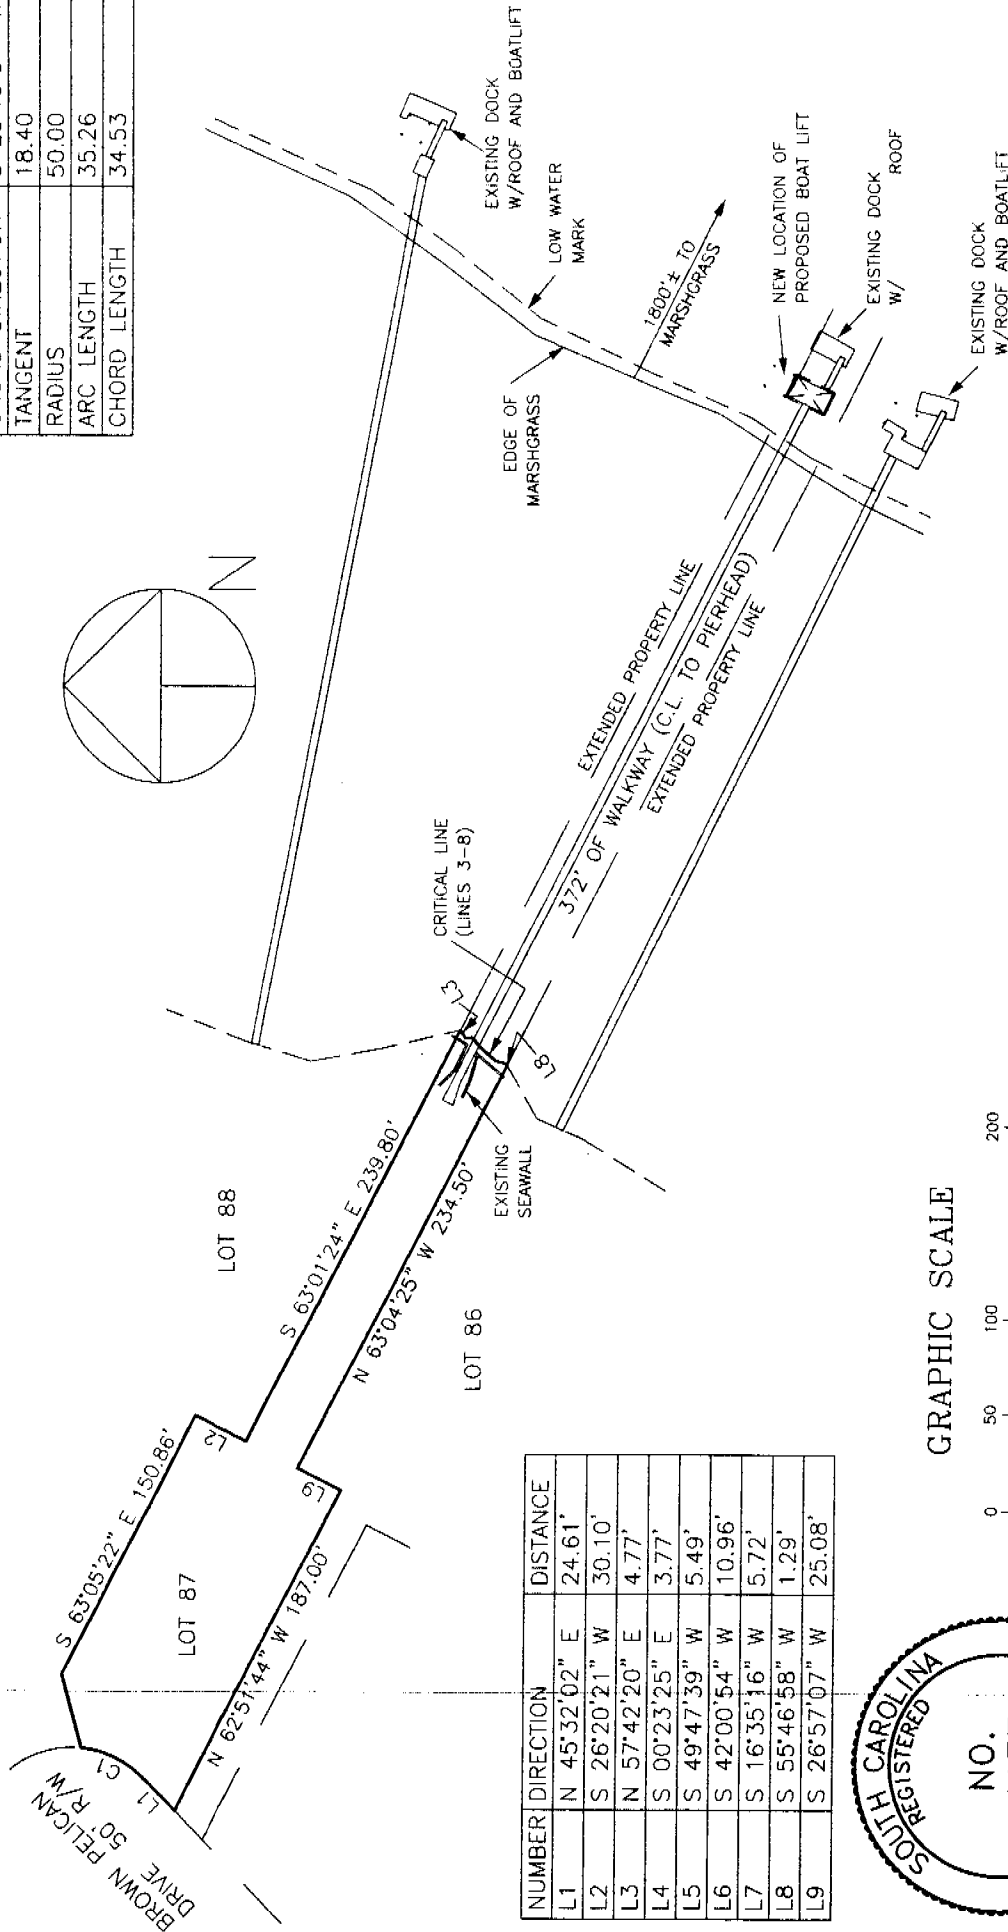 TANGENT 18.40
RADIUS 50.00
ARC LENGTH 35.26
CHORD LENGTH 34.53
N
EXISTING DOCK
W/ROOF AND BOATLIFT
LOW WATER
MARK
1800'± TO
MARSHGRASS
EDGE OF
MARSHGRASS
NEW LOCATION OF
PROPOSED BOAT LIFT
EXISTING DOCK
W/ ROOF
EXISTING DOCK
W/ROOF AND BOATLIFT
EXTENDED PROPERTY LINE
372' OF WALKWAY (C.L. TO PIERHEAD)
EXTENDED PROPERTY LINE
CRITICAL LINE
(LINES 3-8)
L3
L8
EXISTING
SEAWALL
LOT 88
S 63°01'24" E 239.80'
N 63°04'25" W 234.50'
LOT 86
L2
L9
S 63°05'22" E 150.86'
LOT 87
N 62°51'44" W 187.00'
C1
L1
BROWN PELICAN
DRIVE 50' R/W
NUMBER DIRECTION DISTANCE
L1 N 45°32'02" E 24.61'
L2 S 26°20'21" W 30.10'
L3 N 57°42'20" E 4.77'
L4 S 00°23'25" E 3.77'
L5 S 49°47'39" W 5.49'
L6 S 42°00'54" W 10.96'
L7 S 16°35'16" W 5.72'
L8 S 55°46'58" W 1.29'
L9 S 26°57'07" W 25.08'
GRAPHIC SCALE
0 50 100 200
SOUTH CAROLINA
REGISTERED
NO.